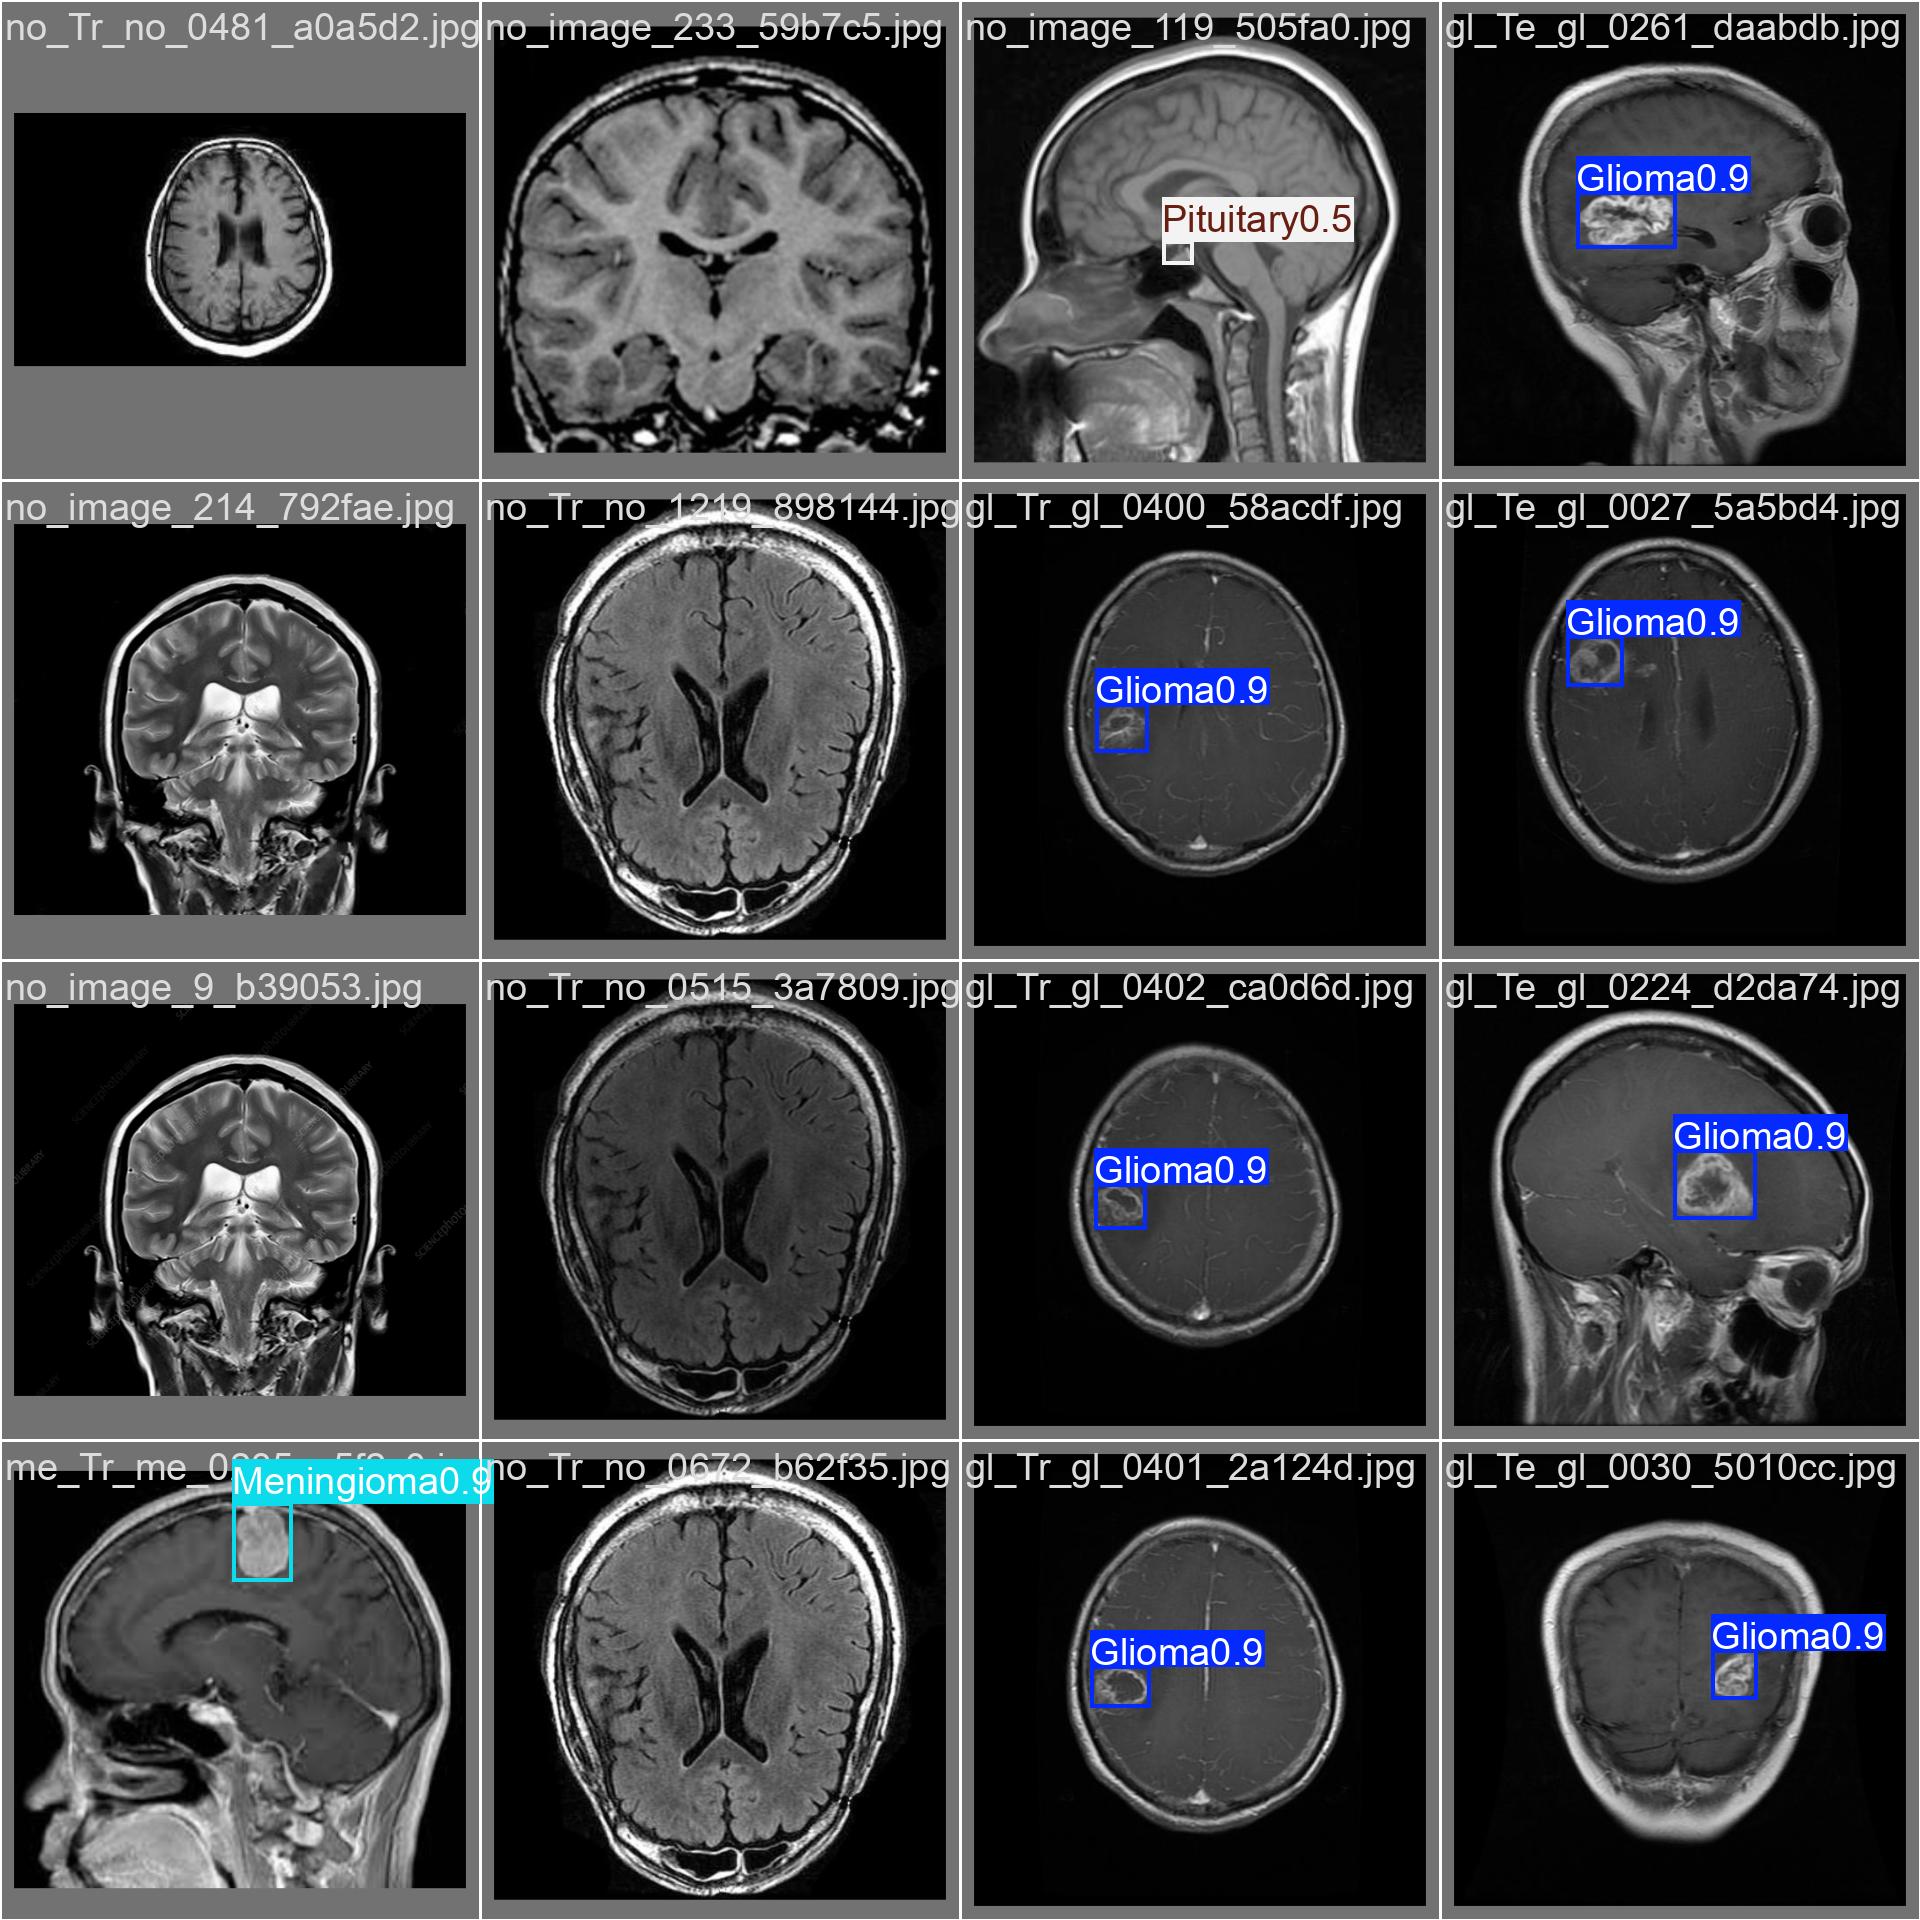 no_Tr_no_0481_a0a5d2.jpg
no_image_233_59b7c5.jpg
no_image_119_505fa0.jpg
Pituitary0.5
gl_Te_gl_0261_daabdb.jpg
Glioma0.9
no_image_214_792fae.jpg
no_Tr_no_1219_898144.jpg
gl_Tr_gl_0400_58acdf.jpg
Glioma0.9
gl_Te_gl_0027_5a5bd4.jpg
Glioma0.9
no_image_9_b39053.jpg
no_Tr_no_0515_3a7809.jpg
gl_Tr_gl_0402_ca0d6d.jpg
Glioma0.9
gl_Te_gl_0224_d2da74.jpg
Glioma0.9
Meningioma0.9
no_Tr_no_0672_b62f35.jpg
gl_Tr_gl_0401_2a124d.jpg
Glioma0.9
gl_Te_gl_0030_5010cc.jpg
Glioma0.9